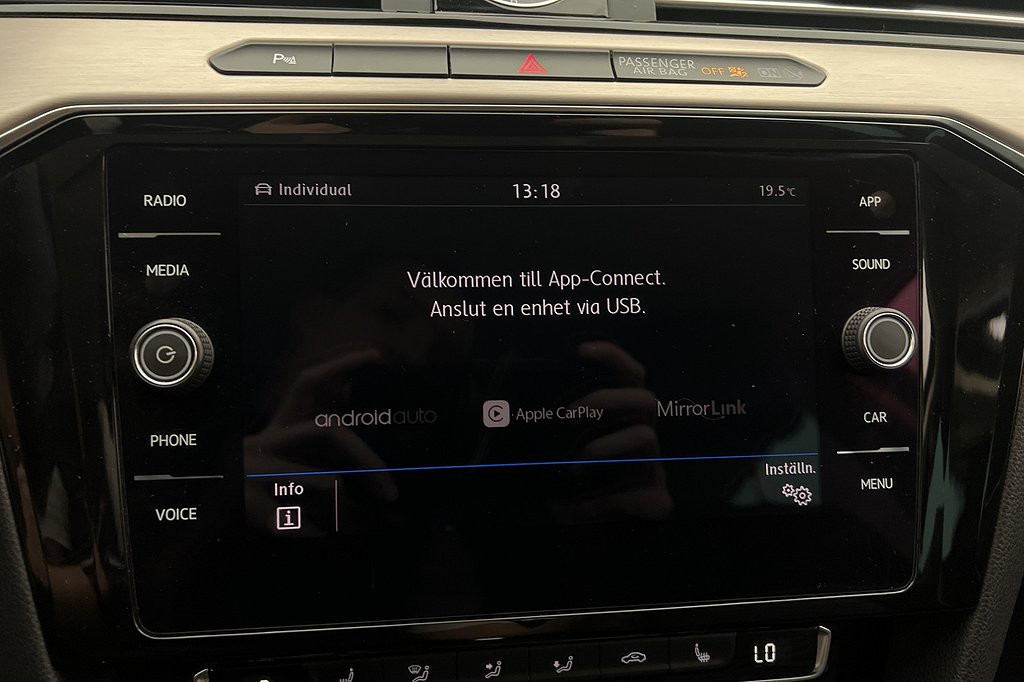 P
PASSENGER
AIR BAG OFF ON
RADIO
MEDIA
PHONE
VOICE
Individual 13:18 19.5°C
Välkommen till App-Connect.
Anslut en enhet via USB.
androidauto Apple CarPlay MirrorLink
Info
Inställn.
APP
SOUND
CAR
MENU
LO